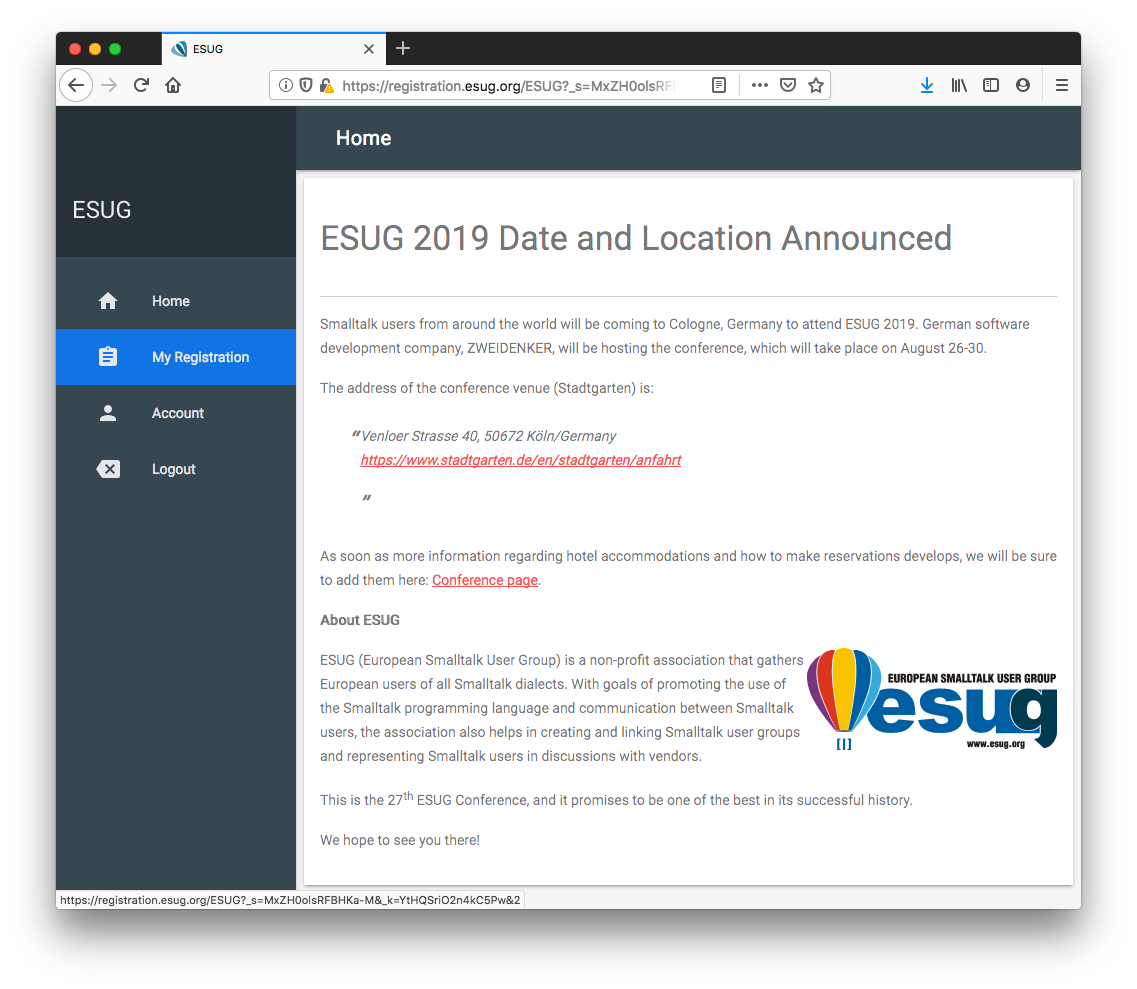 ESUG
https://registration.esug.org/ESUG?_s=MxZH0oIsRF
Home
ESUG
Home
My Registration
Account
Logout
ESUG 2019 Date and Location Announced
Smalltalk users from around the world will be coming to Cologne, Germany to attend ESUG 2019. German software
development company, ZWEIDENKER, will be hosting the conference, which will take place on August 26-30.
The address of the conference venue (Stadtgarten) is:
“Venloer Strasse 40, 50672 Köln/Germany
https://www.stadtgarten.de/en/stadtgarten/anfahrt
”
As soon as more information regarding hotel accommodations and how to make reservations develops, we will be sure
to add them here: Conference page.
About ESUG
ESUG (European Smalltalk User Group) is a non-profit association that gathers
European users of all Smalltalk dialects. With goals of promoting the use of
the Smalltalk programming language and communication between Smalltalk
users, the association also helps in creating and linking Smalltalk user groups
and representing Smalltalk users in discussions with vendors.
EUROPEAN SMALLTALK USER GROUP
esug
www.esug.org
This is the 27th ESUG Conference, and it promises to be one of the best in its successful history.
We hope to see you there!
https://registration.esug.org/ESUG?_s=MxZH0oIsRFBHKa-M&_k=YtHQSriO2n4kC5Pw&2